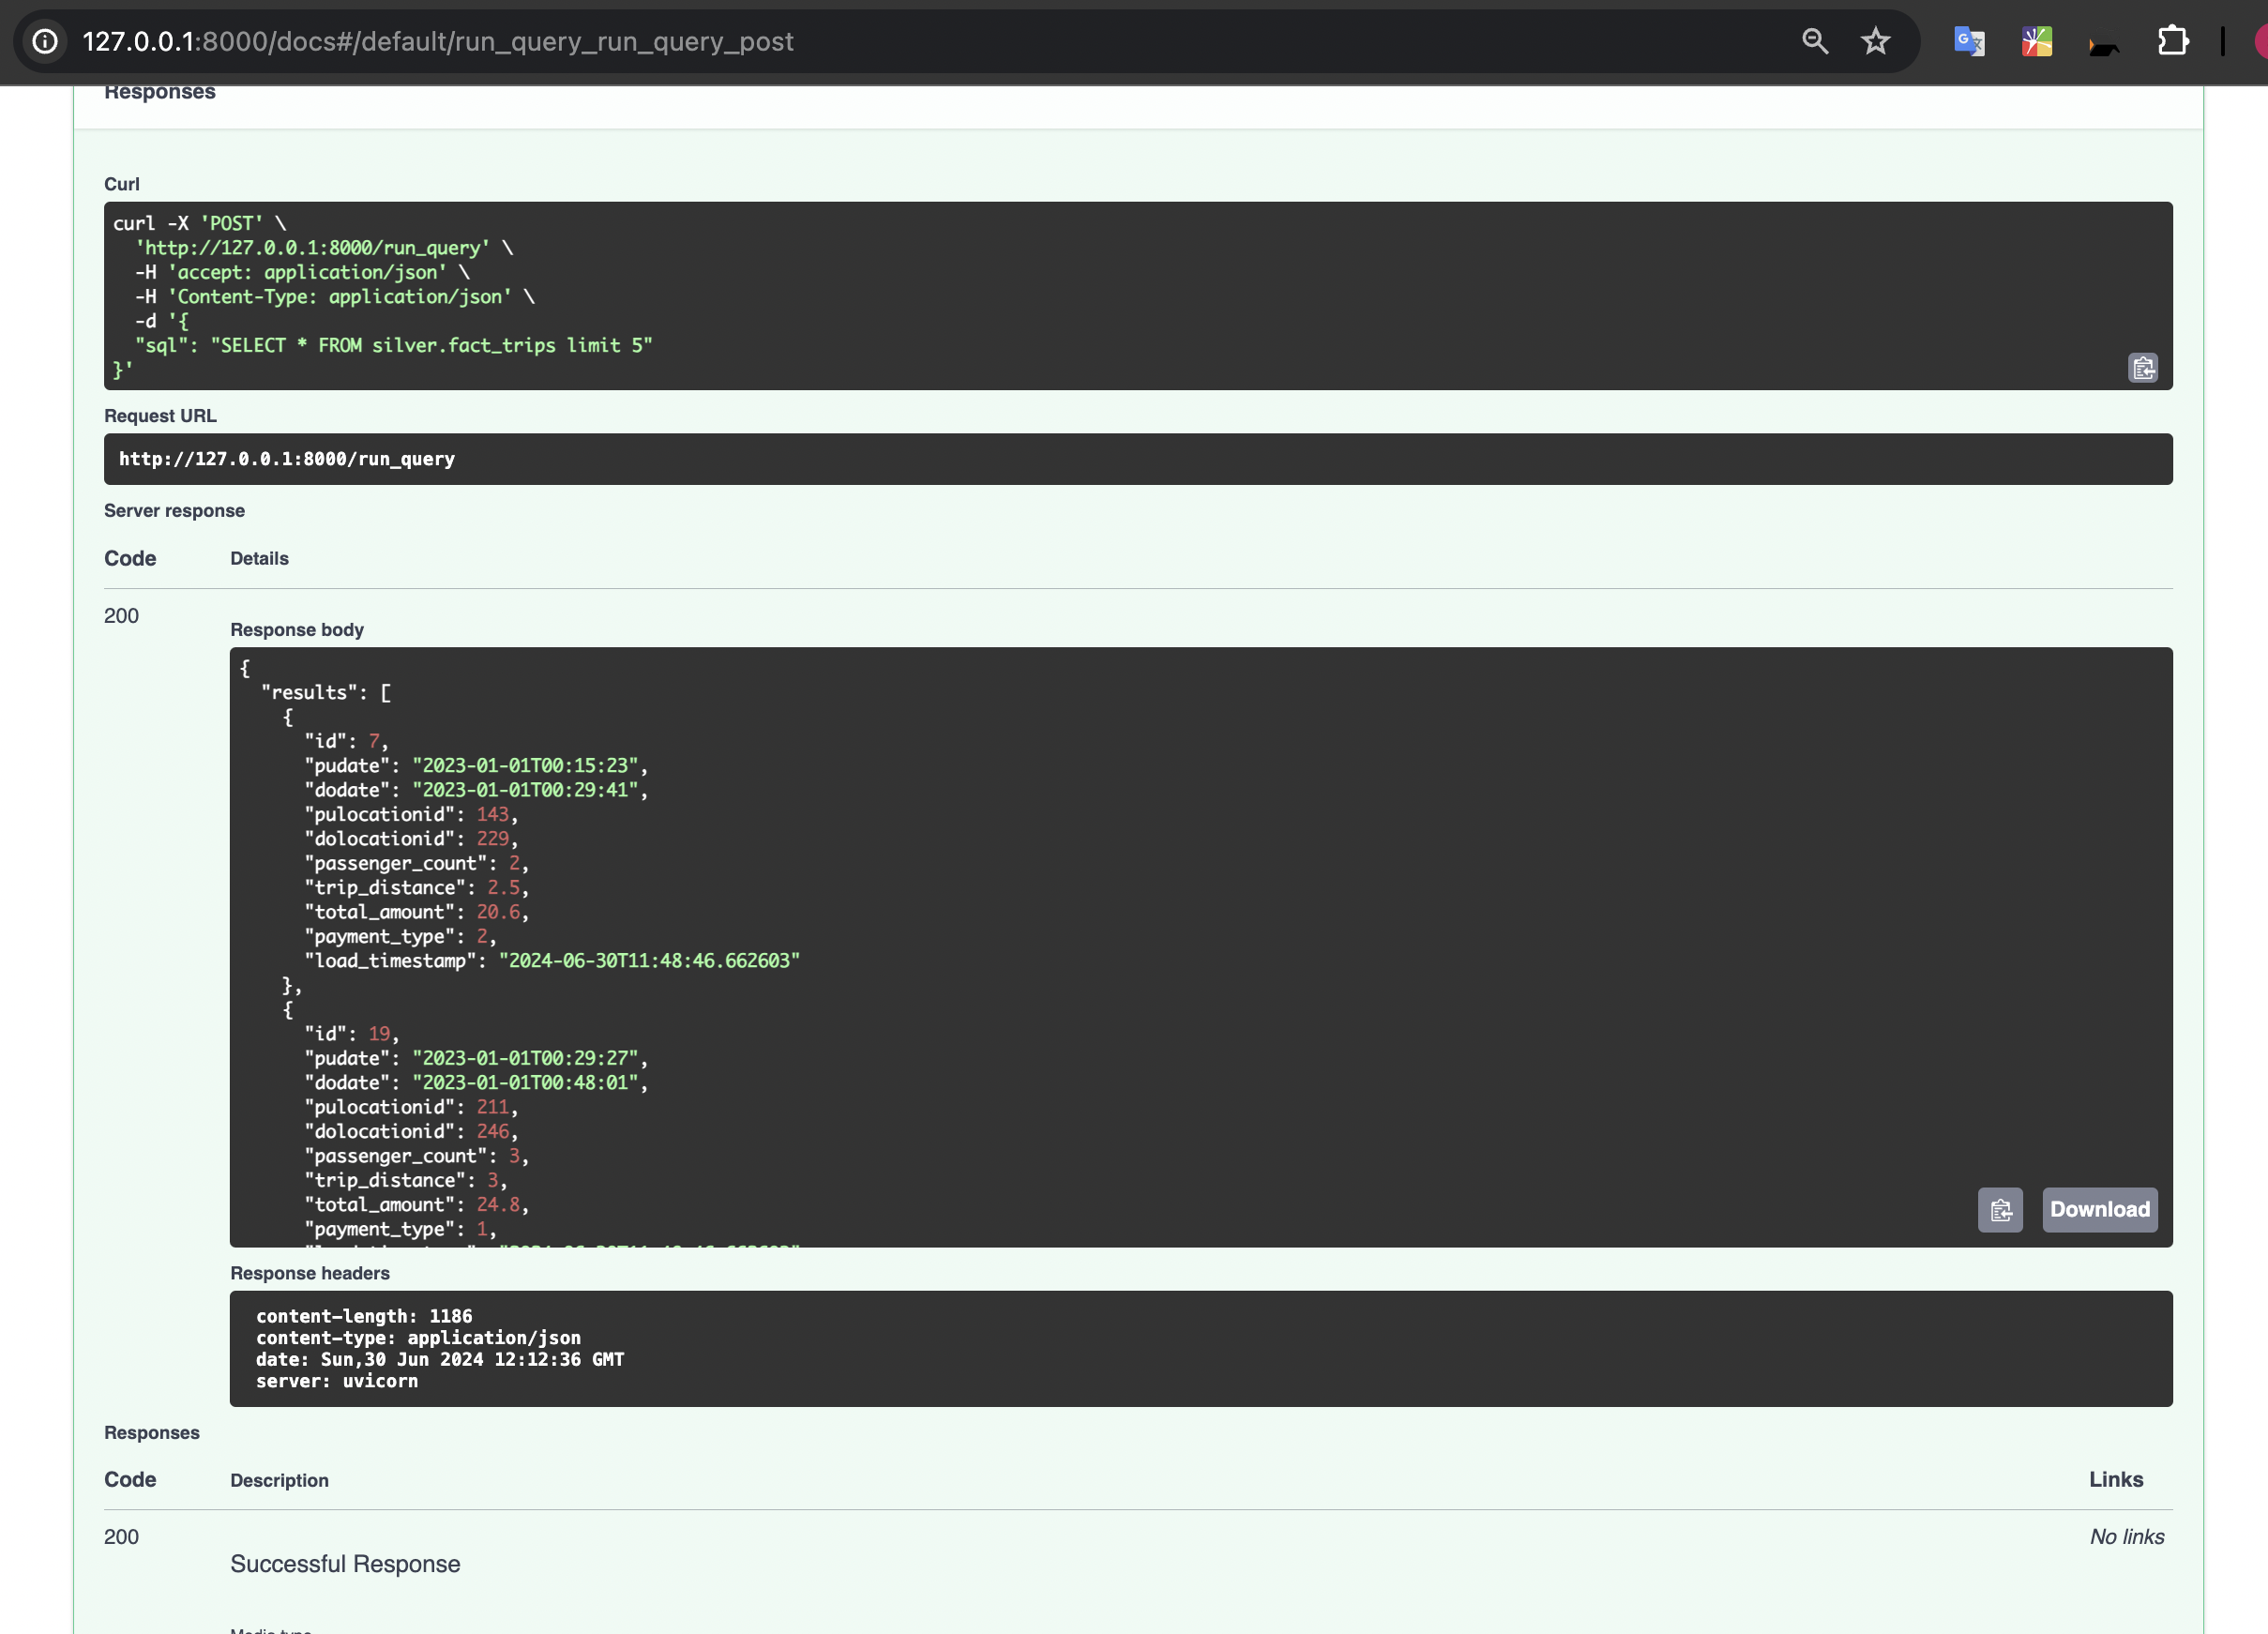 127.0.0.1:8000/docs#/default/run_query_run_query_post
Responses
Curl
curl -X 'POST' \
  'http://127.0.0.1:8000/run_query' \
  -H 'accept: application/json' \
  -H 'Content-Type: application/json' \
  -d '{
  "sql": "SELECT * FROM silver.fact_trips limit 5"
}'
Request URL
http://127.0.0.1:8000/run_query
Server response
Code Details
200
Response body
{
  "results": [
    {
      "id": 7,
      "pudate": "2023-01-01T00:15:23",
      "dodate": "2023-01-01T00:29:41",
      "pulocationid": 143,
      "dolocationid": 229,
      "passenger_count": 2,
      "trip_distance": 2.5,
      "total_amount": 20.6,
      "payment_type": 2,
      "load_timestamp": "2024-06-30T11:48:46.662603"
    },
    {
      "id": 19,
      "pudate": "2023-01-01T00:29:27",
      "dodate": "2023-01-01T00:48:01",
      "pulocationid": 211,
      "dolocationid": 246,
      "passenger_count": 3,
      "trip_distance": 3,
      "total_amount": 24.8,
      "payment_type": 1,
Download
Response headers
content-length: 1186
content-type: application/json
date: Sun,30 Jun 2024 12:12:36 GMT
server: uvicorn
Responses
Code Description Links
200 No links
Successful Response